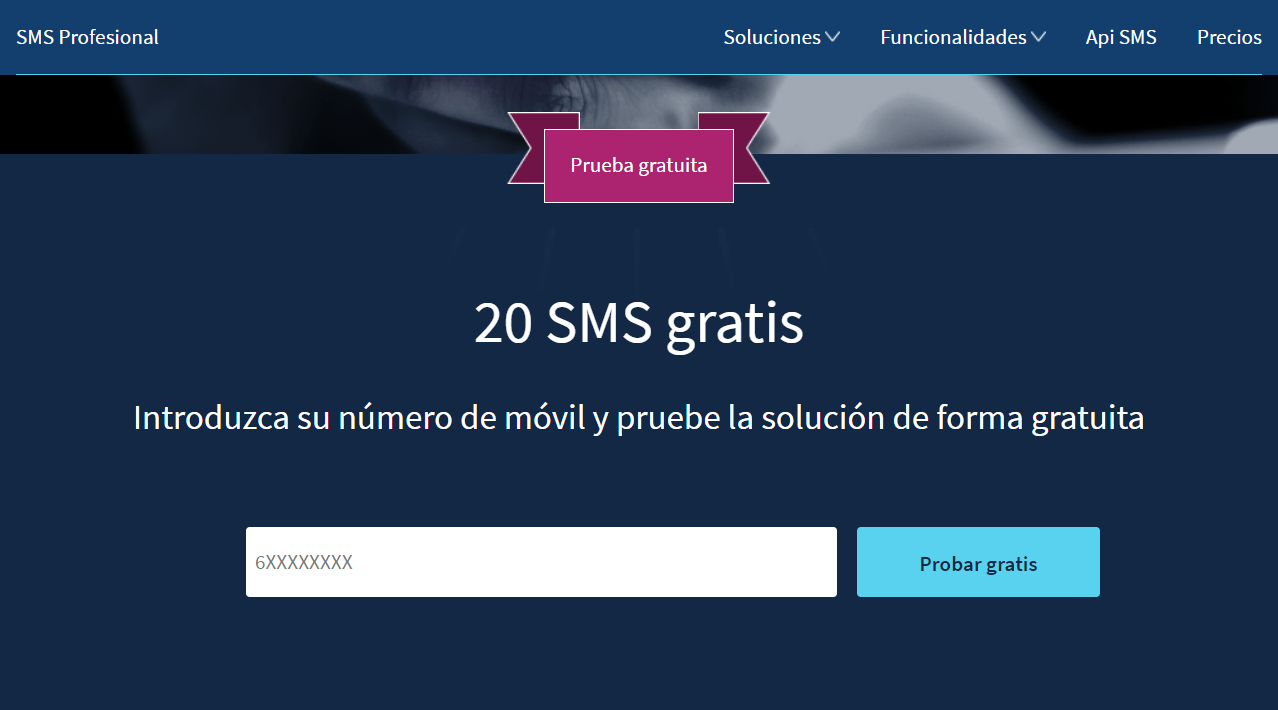 SMS Profesional
Soluciones
Funcionalidades
Api SMS
Precios
Prueba gratuita
20 SMS gratis
Introduzca su número de móvil y pruebe la solución de forma gratuita
6XXXXXXXX
Probar gratis